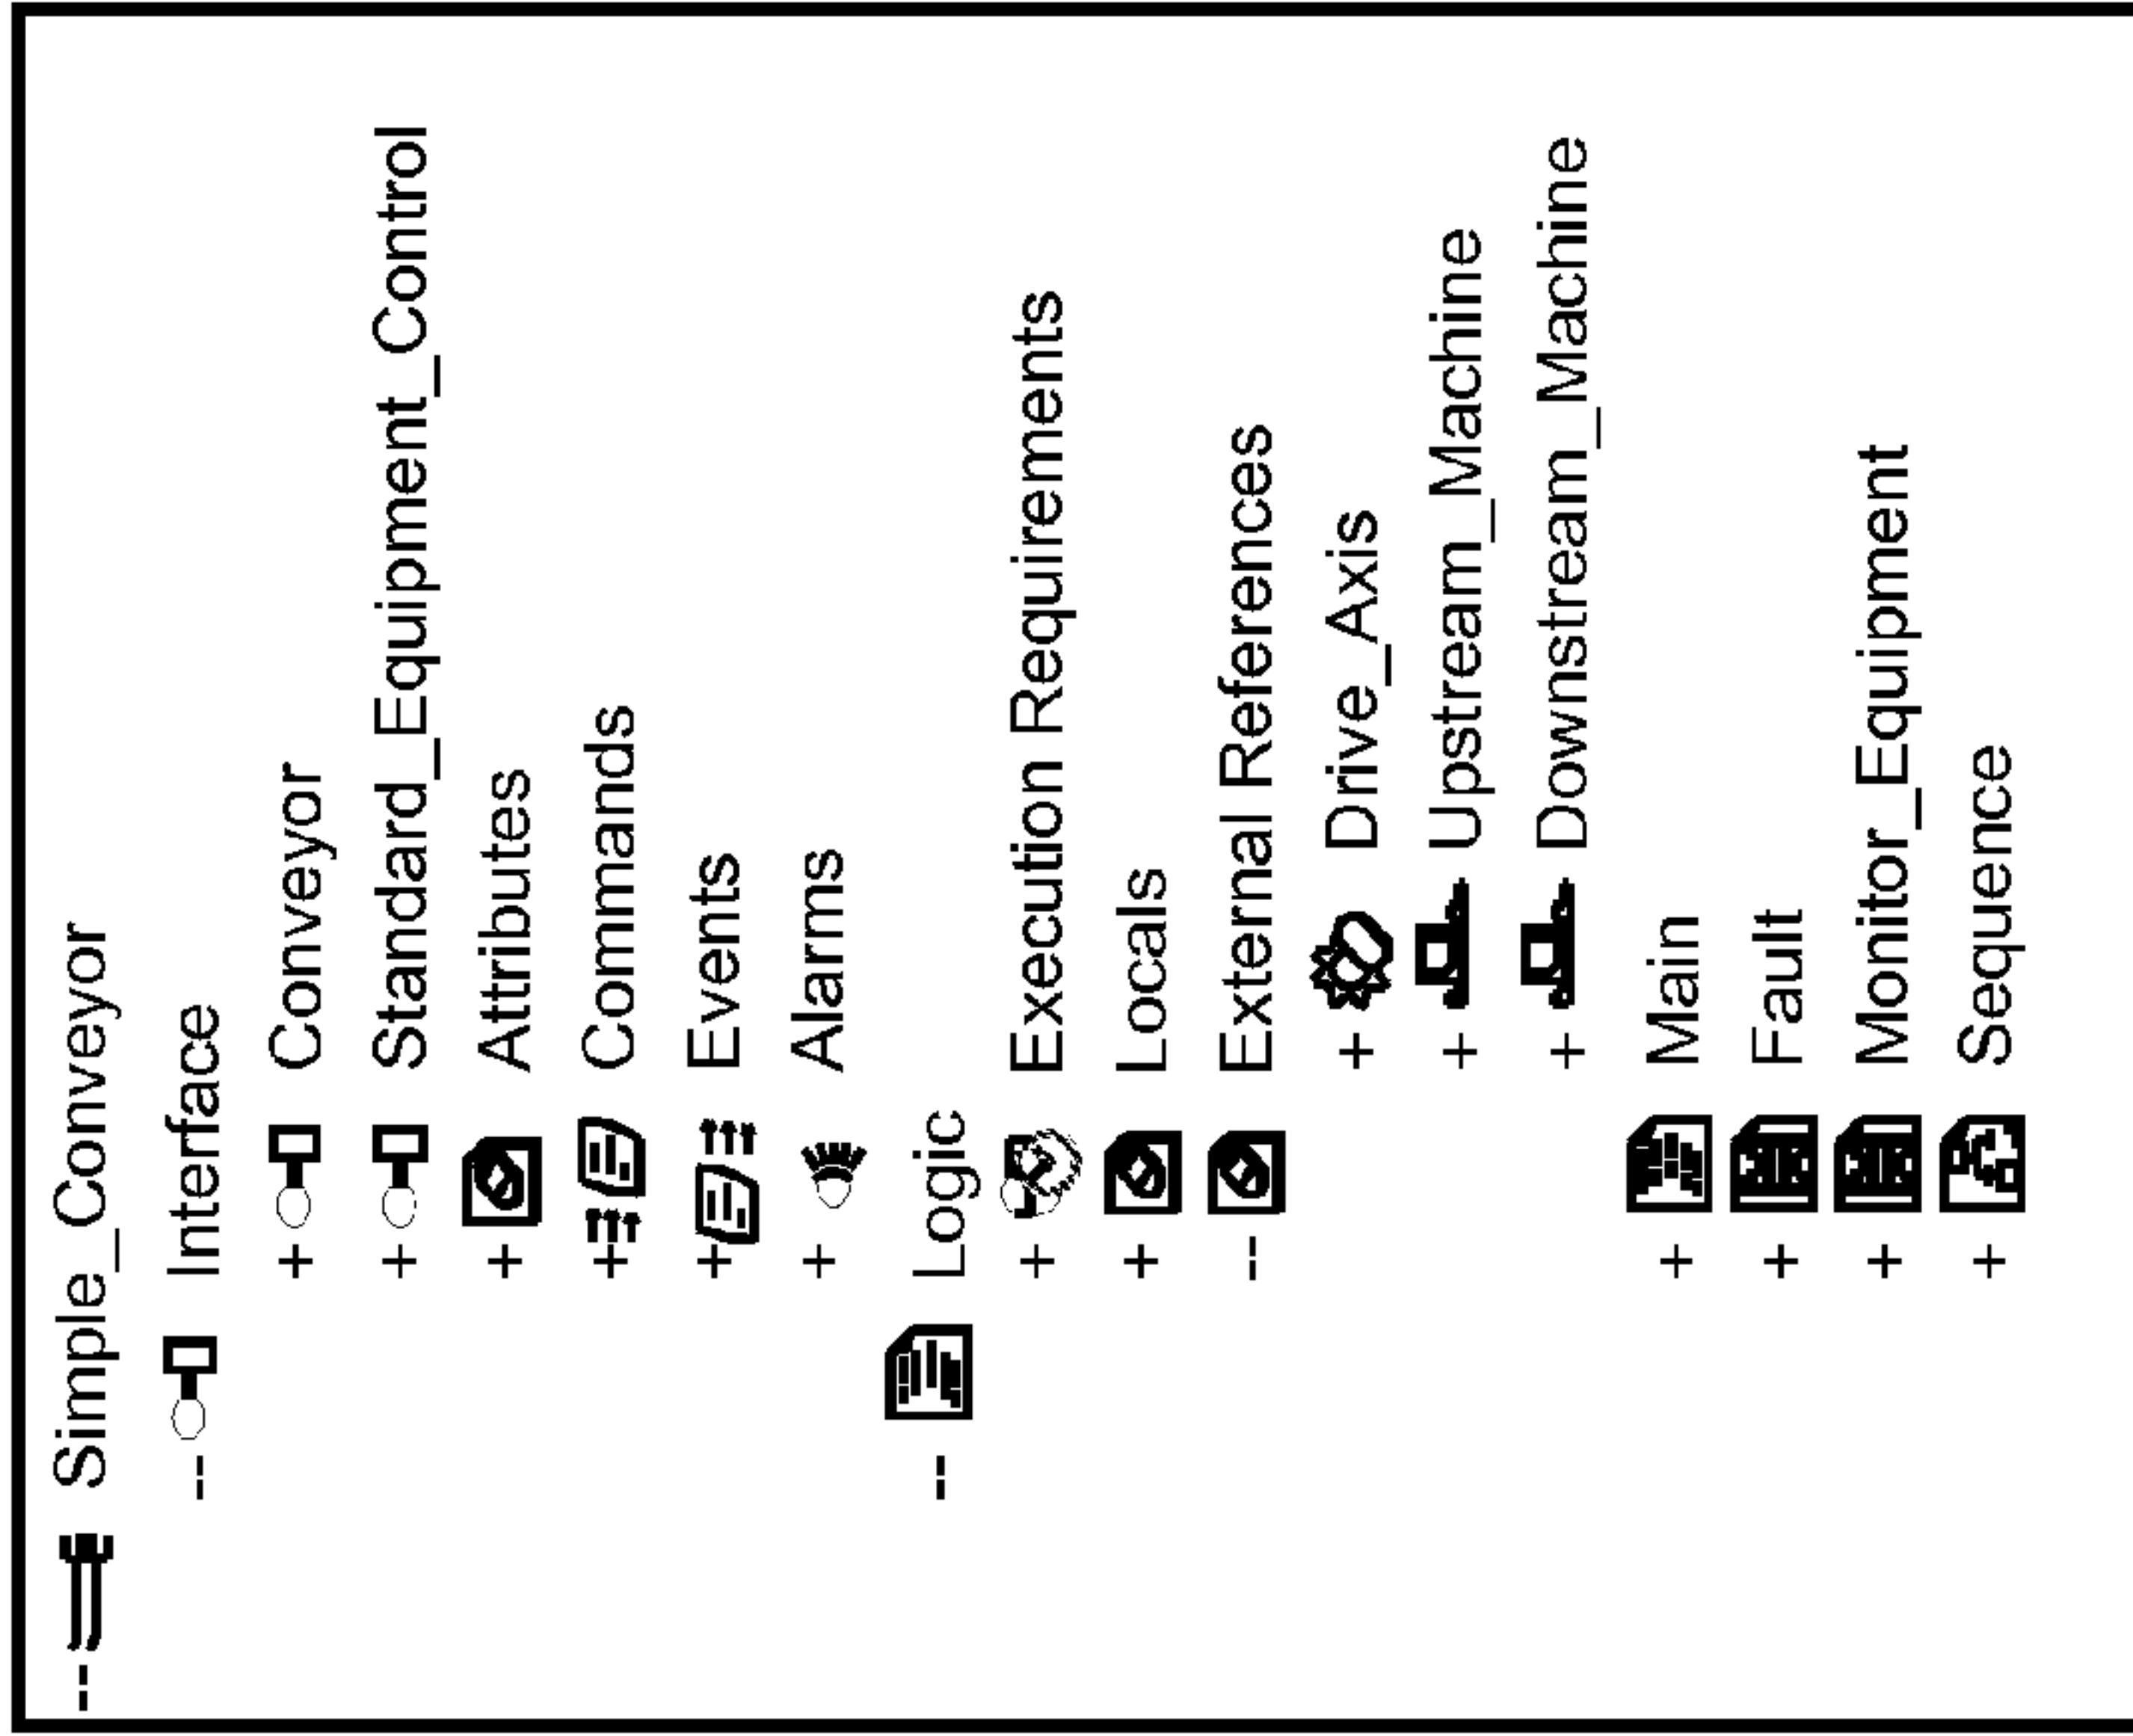 -- Simple_Conveyor
-- Interface
+ Conveyor
+ Standard_Equipment_Control
+ Attributes
+ Commands
+ Events
+ Alarms
-- Logic
+ Execution Requirements
+ Locals
-- External References
+ Drive_Axis
+ Upstream_Machine
+ Downstream_Machine
+ Main
+ Fault
+ Monitor_Equipment
+ Sequence